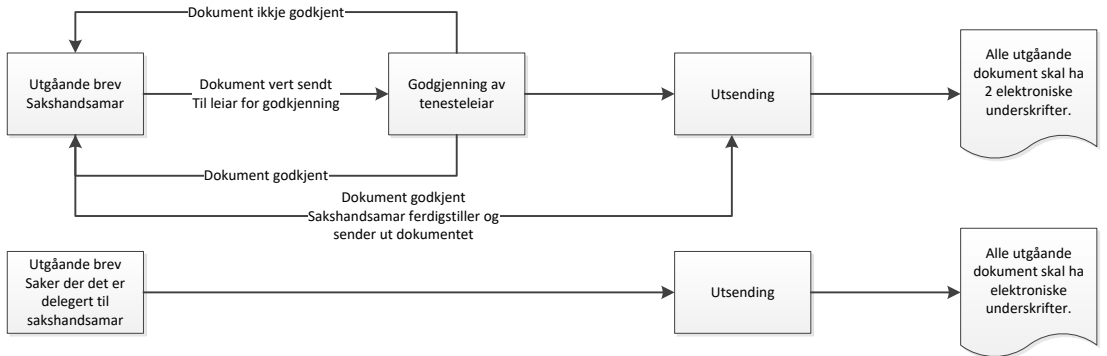 Dokument ikkje godkjent
Utgåande brev
Sakshandsamar
Dokument vert sendt
Til leiar for godkjenning
Godgjenning av
tenesteleiar
Utsending
Alle utgåande
dokument skal ha
2 elektroniske
underskrifter.
Dokument godkjent
Dokument godkjent
Sakshandsamar ferdigstiller og
sender ut dokumentet
Utgåande brev
Saker der det er
delegert til
sakshandsamar
Utsending
Alle utgåande
dokument skal ha
elektroniske
underskrifter.